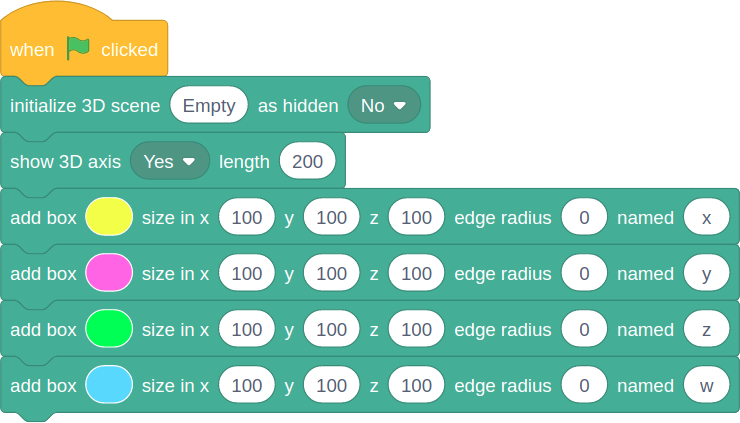 when clicked
initialize 3D scene Empty as hidden No
show 3D axis Yes length 200
add box size in x 100 y 100 z 100 edge radius 0 named x
add box size in x 100 y 100 z 100 edge radius 0 named y
add box size in x 100 y 100 z 100 edge radius 0 named z
add box size in x 100 y 100 z 100 edge radius 0 named w